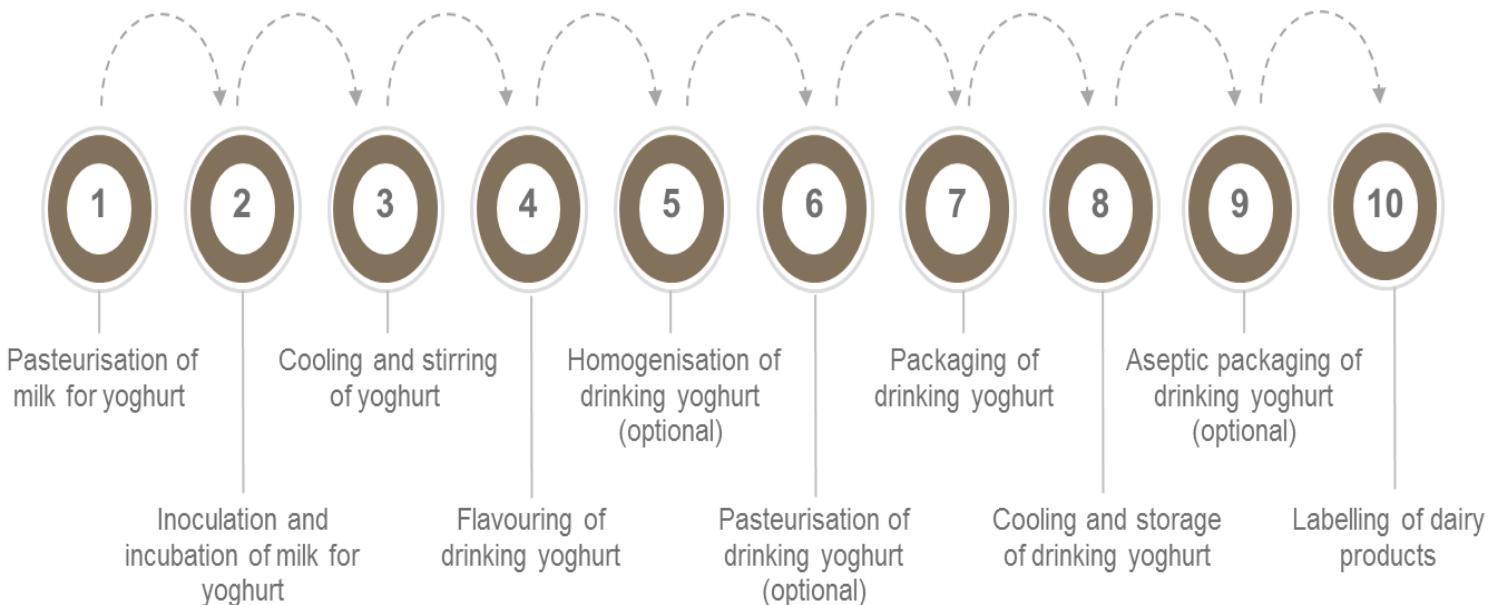 1
2
3
4
5
6
7
8
9
10
Pasteurisation of
milk for yoghurt
Inoculation and
incubation of milk for
yoghurt
Cooling and stirring
of yoghurt
Flavouring of
drinking yoghurt
Homogenisation of
drinking yoghurt
(optional)
Pasteurisation of
drinking yoghurt
(optional)
Packaging of
drinking yoghurt
Cooling and storage
of drinking yoghurt
Aseptic packaging of
drinking yoghurt
(optional)
Labelling of dairy
products